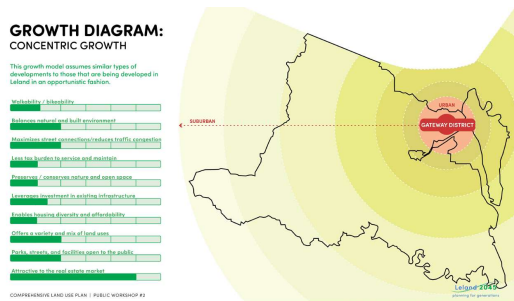 GROWTH DIAGRAM:
CONCENTRIC GROWTH
This growth model assumes similar types of
developments to those that are being developed in
Leland in an opportunistic fashion.
Walkability / bikeability
Balances natural and built environment
Maximizes street connections/reduces traffic congestion
Less tax burden to service and maintain
Preserves / conserves nature and open space
Leverages investment in existing infrastructure
Enables housing diversity and affordability
Offers a variety and mix of land uses
Parks, streets, and facilities open to the public
Attractive to the real estate market
COMPREHENSIVE LAND USE PLAN | PUBLIC WORKSHOP #2
SUBURBAN
URBAN
GATEWAY DISTRICT
Leland 2045
planning for generations